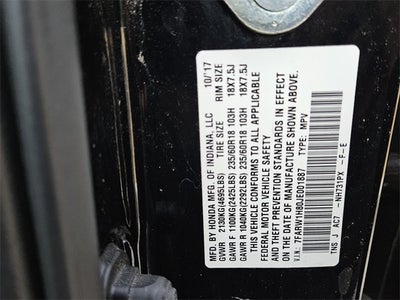 MFD. BY HONDA MFG. OF INDIANA, LLC 10/'17
GVWR 2130KG(4695LBS) TIRE SIZE RIM SIZE
GAWR F 1100KG(2425LBS) 235/60R18 103H 18X7.5J
GAWR R 1040KG(2292LBS) 235/60R18 103H 18X7.5J
THIS VEHICLE CONFORMS TO ALL APPLICABLE
FEDERAL MOTOR VEHICLE SAFETY
AND THEFT PREVENTION STANDARDS IN EFFECT
ON THE DATE OF MANUFACTURE SHOWN ABOVE.
V.I.N: 7FARW1H80JE001887 TYPE: MPV
TNS J AC7 -NH731PX -F-E